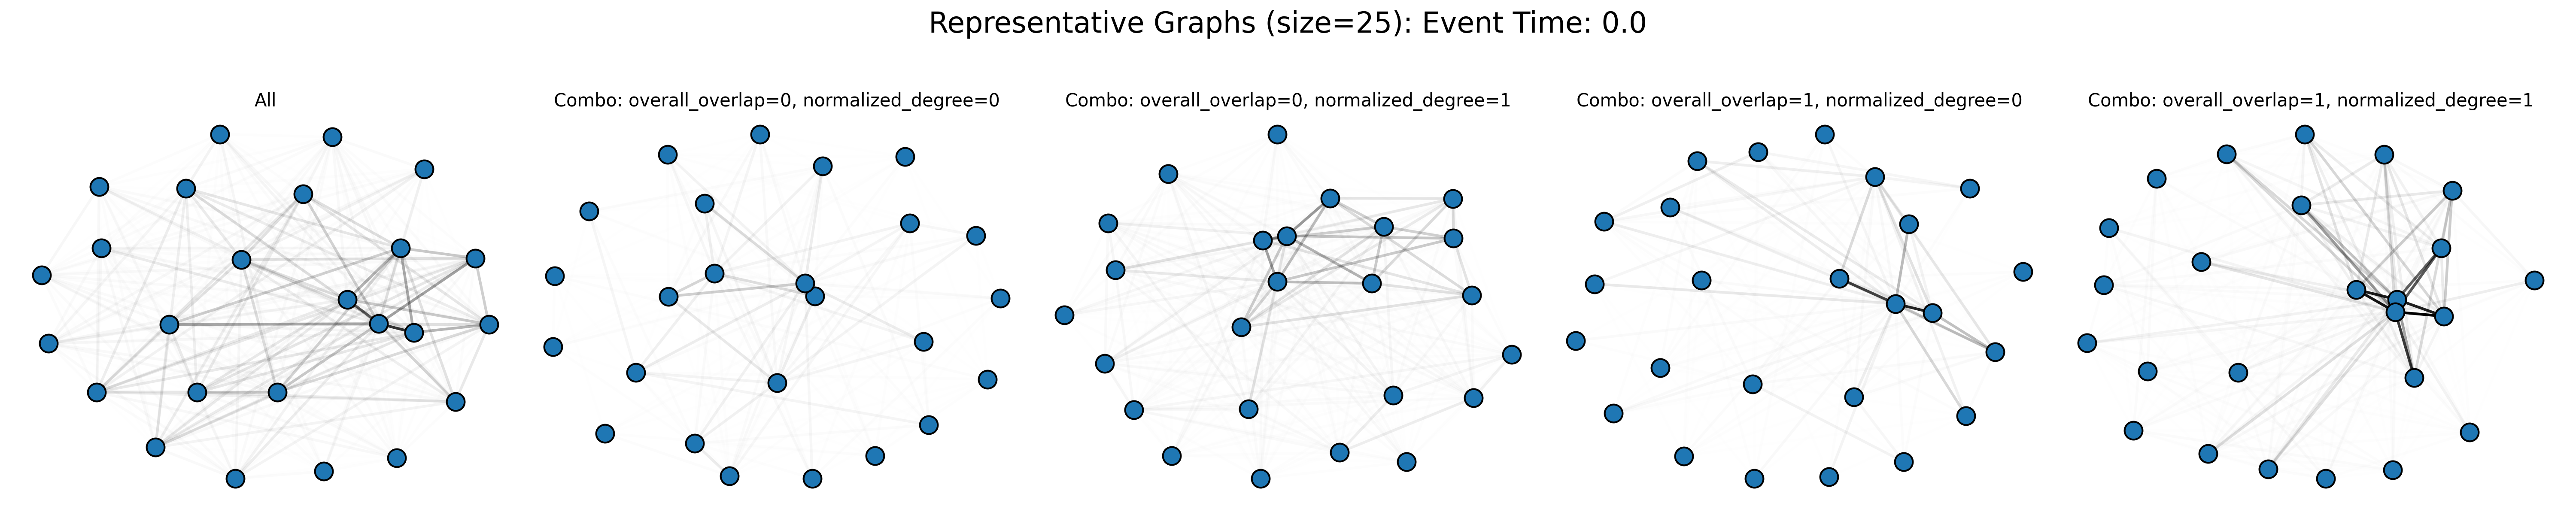 Representative Graphs (size=25): Event Time: 0.0
All
Combo: overall_overlap=0, normalized_degree=0
Combo: overall_overlap=0, normalized_degree=1
Combo: overall_overlap=1, normalized_degree=0
Combo: overall_overlap=1, normalized_degree=1